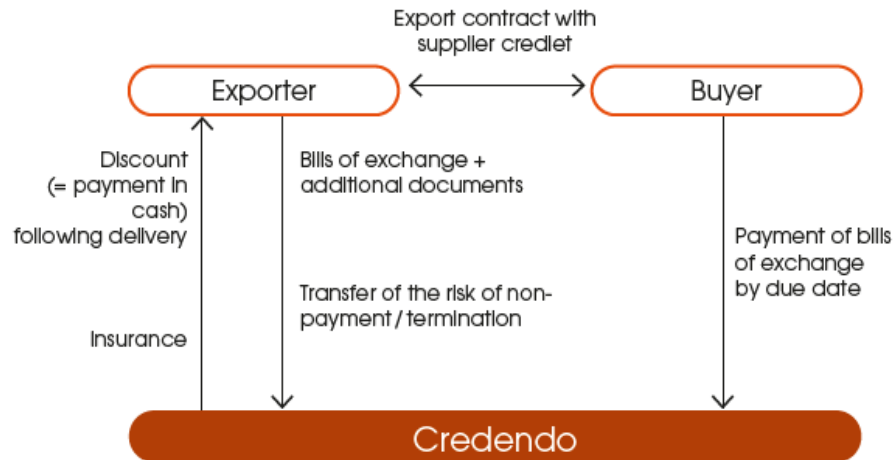 Export contract with
supplier crediet
Exporter
Buyer
Discount
(= payment in
cash)
following delivery
Bills of exchange +
additional documents
Payment of bills
of exchange
by due date
Transfer of the risk of non-
payment / termination
Insurance
Credendo